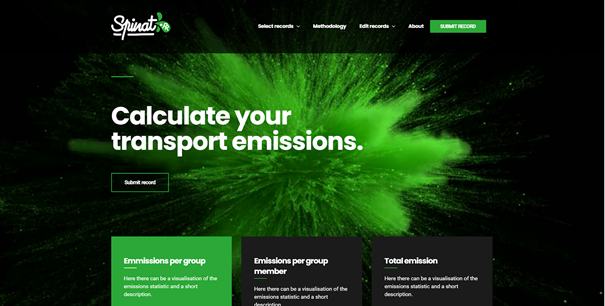 Spinat
Select records
Methodology
Edit records
About
SUBMIT RECORD
Calculate your
transport emissions.
Submit record
Emmissions per group
Here there can be a visualisation of the
emissions statistic and a short
description.
Emissions per group
member
Here there can be a visualisation of the
emissions statistic and a short
description.
Total emission
Here there can be a visualisation of the
emissions statistic and a short
description.